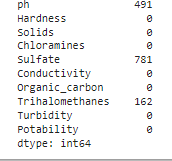 ph 491
Hardness 0
Solids 0
Chloramines 0
Sulfate 781
Conductivity 0
Organic_carbon 0
Trihalomethanes 162
Turbidity 0
Potability 0
dtype: int64